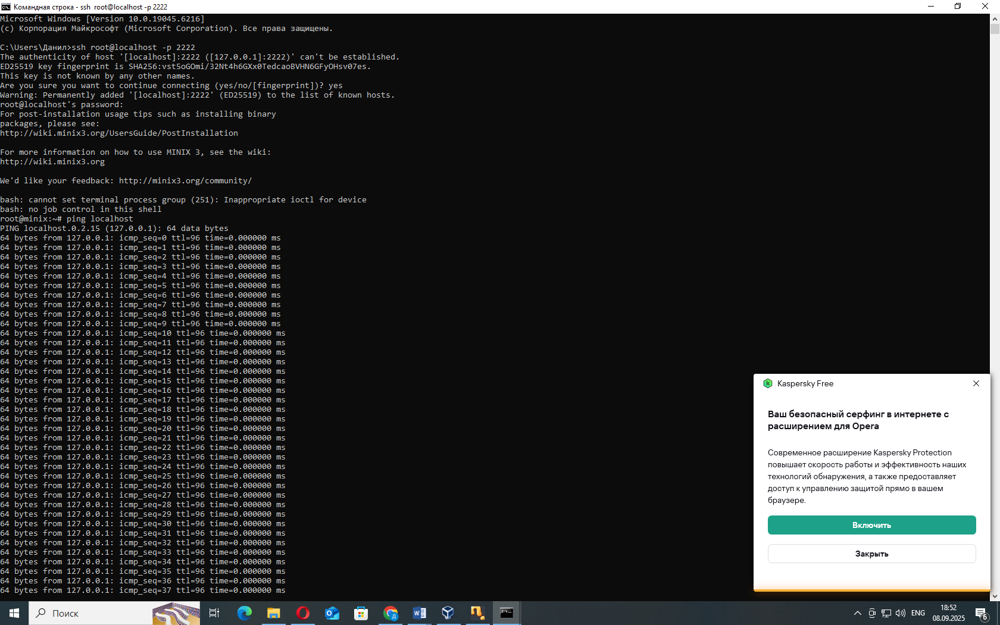 Командная строка - ssh root@localhost -p 2222
Microsoft Windows [Version 10.0.19045.6216]
(c) Корпорация Майкрософт (Microsoft Corporation). Все права защищены.
C:\Users\Данил>ssh root@localhost -p 2222
The authenticity of host '[localhost]:2222 ([127.0.0.1]:2222)' can't be established.
ED25519 key fingerprint is SHA256:vst5oGOmi/32Nt4h6GXx0TedcaoBVHN6GFyOHsv07es.
This key is not known by any other names.
Are you sure you want to continue connecting (yes/no/[fingerprint])? yes
Warning: Permanently added '[localhost]:2222' (ED25519) to the list of known hosts.
root@localhost's password:
For post-installation usage tips such as installing binary
packages, please see:
http://wiki.minix3.org/UsersGuide/PostInstallation
For more information on how to use MINIX 3, see the wiki:
http://wiki.minix3.org
We'd like your feedback: http://minix3.org/community/
bash: cannot set terminal process group (251): Inappropriate ioctl for device
bash: no job control in this shell
root@minix:~# ping localhost
PING localhost.0.2.15 (127.0.0.1): 64 data bytes
64 bytes from 127.0.0.1: icmp_seq=0 ttl=96 time=0.000000 ms
64 bytes from 127.0.0.1: icmp_seq=1 ttl=96 time=0.000000 ms
64 bytes from 127.0.0.1: icmp_seq=2 ttl=96 time=0.000000 ms
64 bytes from 127.0.0.1: icmp_seq=3 ttl=96 time=0.000000 ms
64 bytes from 127.0.0.1: icmp_seq=4 ttl=96 time=0.000000 ms
64 bytes from 127.0.0.1: icmp_seq=5 ttl=96 time=0.000000 ms
64 bytes from 127.0.0.1: icmp_seq=6 ttl=96 time=0.000000 ms
64 bytes from 127.0.0.1: icmp_seq=7 ttl=96 time=0.000000 ms
64 bytes from 127.0.0.1: icmp_seq=8 ttl=96 time=0.000000 ms
64 bytes from 127.0.0.1: icmp_seq=9 ttl=96 time=0.000000 ms
64 bytes from 127.0.0.1: icmp_seq=10 ttl=96 time=0.000000 ms
64 bytes from 127.0.0.1: icmp_seq=11 ttl=96 time=0.000000 ms
64 bytes from 127.0.0.1: icmp_seq=12 ttl=96 time=0.000000 ms
64 bytes from 127.0.0.1: icmp_seq=13 ttl=96 time=0.000000 ms
64 bytes from 127.0.0.1: icmp_seq=14 ttl=96 time=0.000000 ms
64 bytes from 127.0.0.1: icmp_seq=15 ttl=96 time=0.000000 ms
64 bytes from 127.0.0.1: icmp_seq=16 ttl=96 time=0.000000 ms
64 bytes from 127.0.0.1: icmp_seq=17 ttl=96 time=0.000000 ms
64 bytes from 127.0.0.1: icmp_seq=18 ttl=96 time=0.000000 ms
64 bytes from 127.0.0.1: icmp_seq=19 ttl=96 time=0.000000 ms
64 bytes from 127.0.0.1: icmp_seq=20 ttl=96 time=0.000000 ms
64 bytes from 127.0.0.1: icmp_seq=21 ttl=96 time=0.000000 ms
64 bytes from 127.0.0.1: icmp_seq=22 ttl=96 time=0.000000 ms
64 bytes from 127.0.0.1: icmp_seq=23 ttl=96 time=0.000000 ms
64 bytes from 127.0.0.1: icmp_seq=24 ttl=96 time=0.000000 ms
64 bytes from 127.0.0.1: icmp_seq=25 ttl=96 time=0.000000 ms
64 bytes from 127.0.0.1: icmp_seq=26 ttl=96 time=0.000000 ms
64 bytes from 127.0.0.1: icmp_seq=27 ttl=96 time=0.000000 ms
64 bytes from 127.0.0.1: icmp_seq=28 ttl=96 time=0.000000 ms
64 bytes from 127.0.0.1: icmp_seq=29 ttl=96 time=0.000000 ms
64 bytes from 127.0.0.1: icmp_seq=30 ttl=96 time=0.000000 ms
64 bytes from 127.0.0.1: icmp_seq=31 ttl=96 time=0.000000 ms
64 bytes from 127.0.0.1: icmp_seq=32 ttl=96 time=0.000000 ms
64 bytes from 127.0.0.1: icmp_seq=33 ttl=96 time=0.000000 ms
64 bytes from 127.0.0.1: icmp_seq=34 ttl=96 time=0.000000 ms
64 bytes from 127.0.0.1: icmp_seq=35 ttl=96 time=0.000000 ms
64 bytes from 127.0.0.1: icmp_seq=36 ttl=96 time=0.000000 ms
64 bytes from 127.0.0.1: icmp_seq=37 ttl=96 time=0.000000 ms
Kaspersky Free
Ваш безопасный серфинг в интернете с
расширением для Opera
Современное расширение Kaspersky Protection
повышает скорость работы и эффективность наших
технологий обнаружения, а также предоставляет
доступ к управлению защитой прямо в вашем
браузере.
Включить
Закрыть
Поиск
ENG
18:52
08.09.2025
6